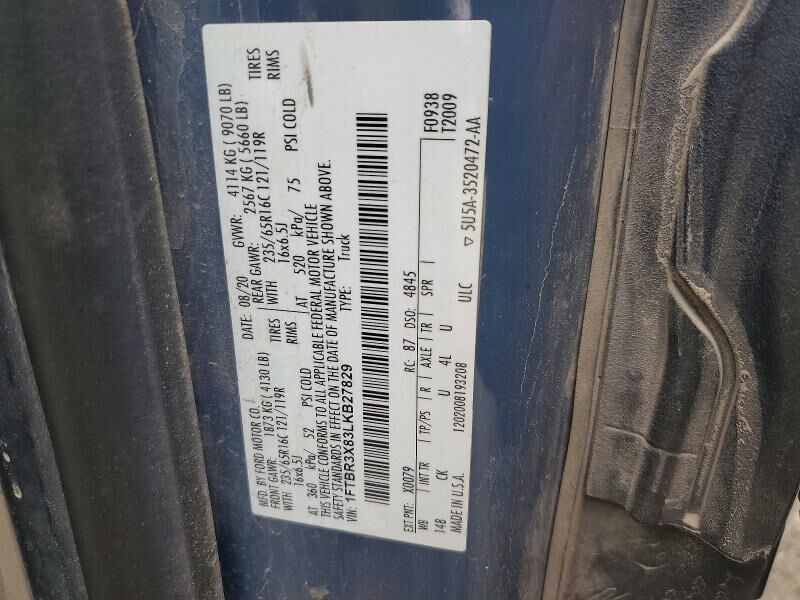 MFD. BY FORD MOTOR CO. DATE: 08/20 GVWR: 4114 KG ( 9070 LB)
FRONT GAWR: 1873 KG ( 4130 LB) REAR GAWR: 2567 KG ( 5660 LB)
WITH 235/65R16C 121/119R TIRES WITH 235/65R16C 121/119R TIRES
16x6.5J RIMS 16x6.5J RIMS
AT 360 kPa/ 52 PSI COLD AT 520 kPa/ 75 PSI COLD
THIS VEHICLE CONFORMS TO ALL APPLICABLE FEDERAL MOTOR VEHICLE
SAFETY STANDARDS IN EFFECT ON THE DATE OF MANUFACTURE SHOWN ABOVE.
VIN: 1FTBR3X83LKB27829 TYPE: Truck
EXT PNT: X0079 RC: 87 DSO: 4845 F0938
WB INT TR TP/PS R AXLE TR SPR T2009
148 CK U 4L U
MADE IN U.S.A. 1202008193208 ULC ▽ 5U5A-3520472-AA